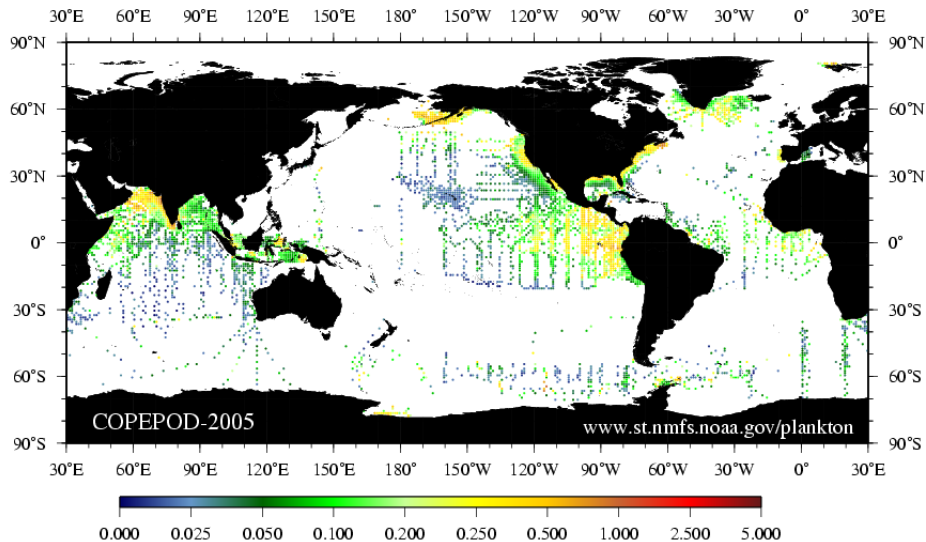 30°E 60°E 90°E 120°E 150°E 180° 150°W 120°W 90°W 60°W 30°W 0° 30°E
90°N 90°N
60°N 60°N
30°N 30°N
0° 0°
30°S 30°S
60°S 60°S
COPEPOD-2005 www.st.nmfs.noaa.gov/plankton
90°S 90°S
30°E 60°E 90°E 120°E 150°E 180° 150°W 120°W 90°W 60°W 30°W 0° 30°E
0.000 0.025 0.050 0.100 0.200 0.250 0.500 1.000 2.500 5.000